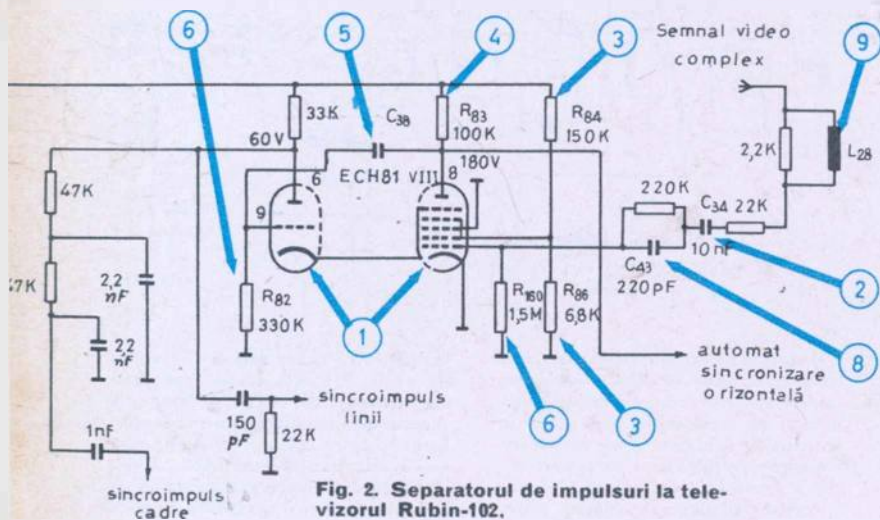 6
5
4
3
Semnal video
complex
9
33K
C38
R83
100K
R84
150K
60V
180V
2,2K
L28
6
ECH81 VIII
8
47K
9
220K
C34
22K
10nF
C43
220pF
2
2,2
nF
47K
R82
330K
1
R160
1,5M
R86
6,8K
22
nF
8
automat
sincronizare
orizontală
sincroimpuls
linii
6
3
150
pF
22K
1nF
sincroimpuls
cadre
Fig. 2. Separatorul de impulsuri la tele-
vizorul Rubin-102.